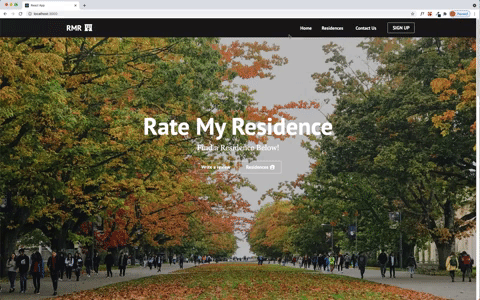 React App
localhost:3000
RMR
Home Residences Contact Us SIGN UP
Rate My Residence
Find a Residence Below!
Write a review Residences